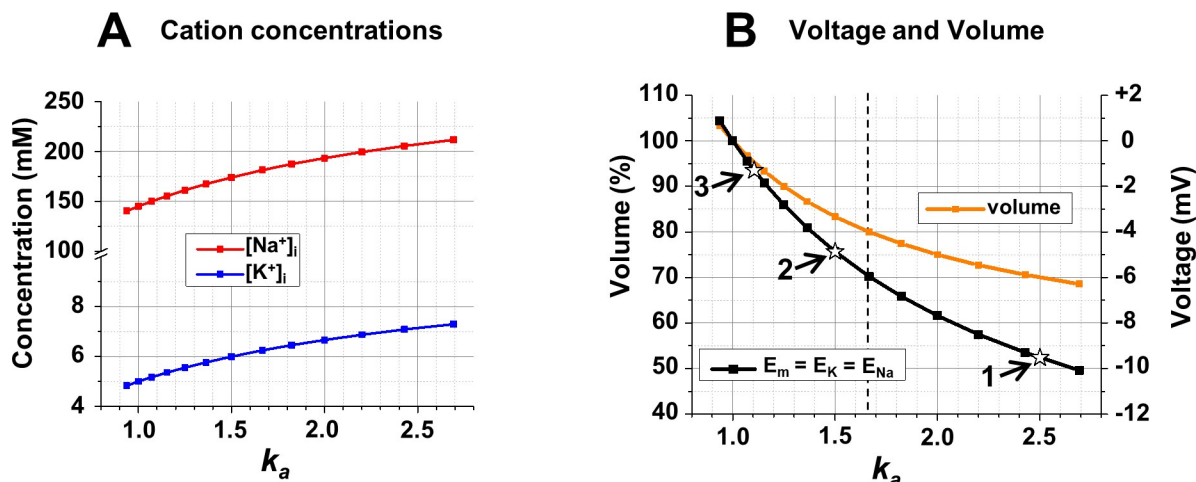 A Cation concentrations
Concentration (mM)
250
200
150
100
8
6
4
[Na⁺]ᵢ
[K⁺]ᵢ
1.0 1.5 2.0 2.5
kₐ
B Voltage and Volume
Volume (%)
110
100
90
80
70
60
50
40
3
2
1
volume
Eₘ = E_K = E_Na
+2
0
-2
-4
-6
-8
-10
-12
Voltage (mV)
1.0 1.5 2.0 2.5
kₐ